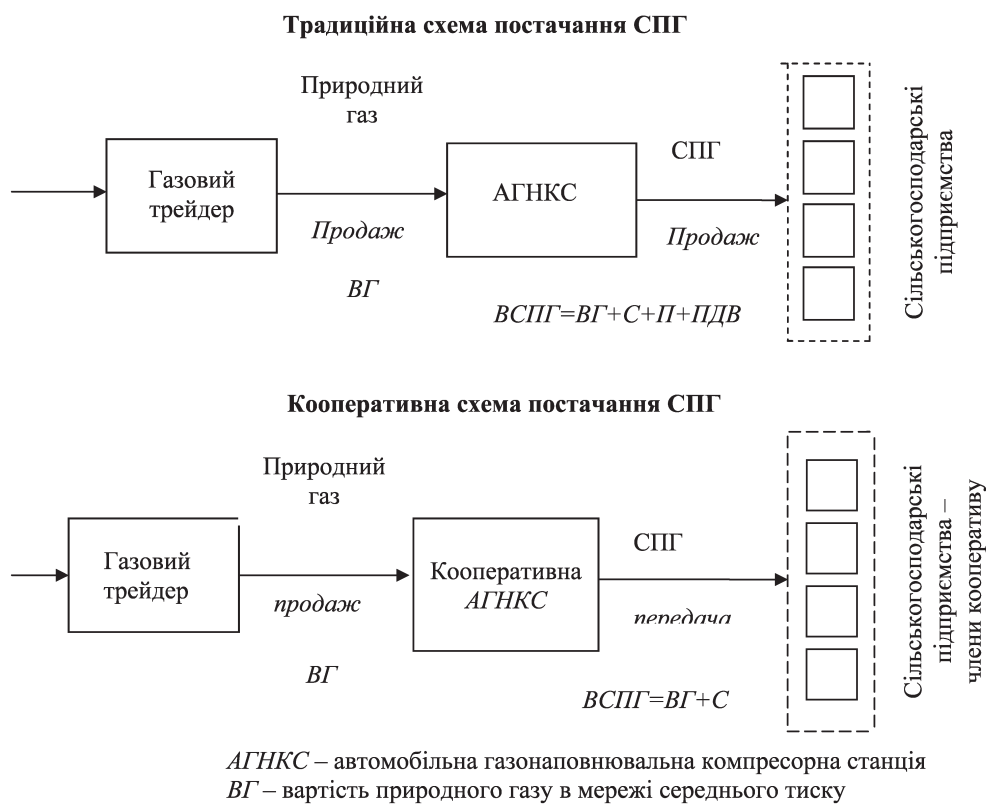 Традиційна схема постачання СПГ
Природний
газ
Газовий
трейдер
Продаж
ВГ
АГНКС
СПГ
Продаж
ВСПГ=ВГ+С+П+ПДВ
Сільськогосподарські
підприємства
Кооперативна схема постачання СПГ
Природний
газ
Газовий
трейдер
продаж
ВГ
Кооперативна
АГНКС
СПГ
передача
ВСПГ=ВГ+С
Сільськогосподарські
підприємства –
члени кооперативу
АГНКС – автомобільна газонаповнювальна компресорна станція
ВГ – вартість природного газу в мережі середнього тиску